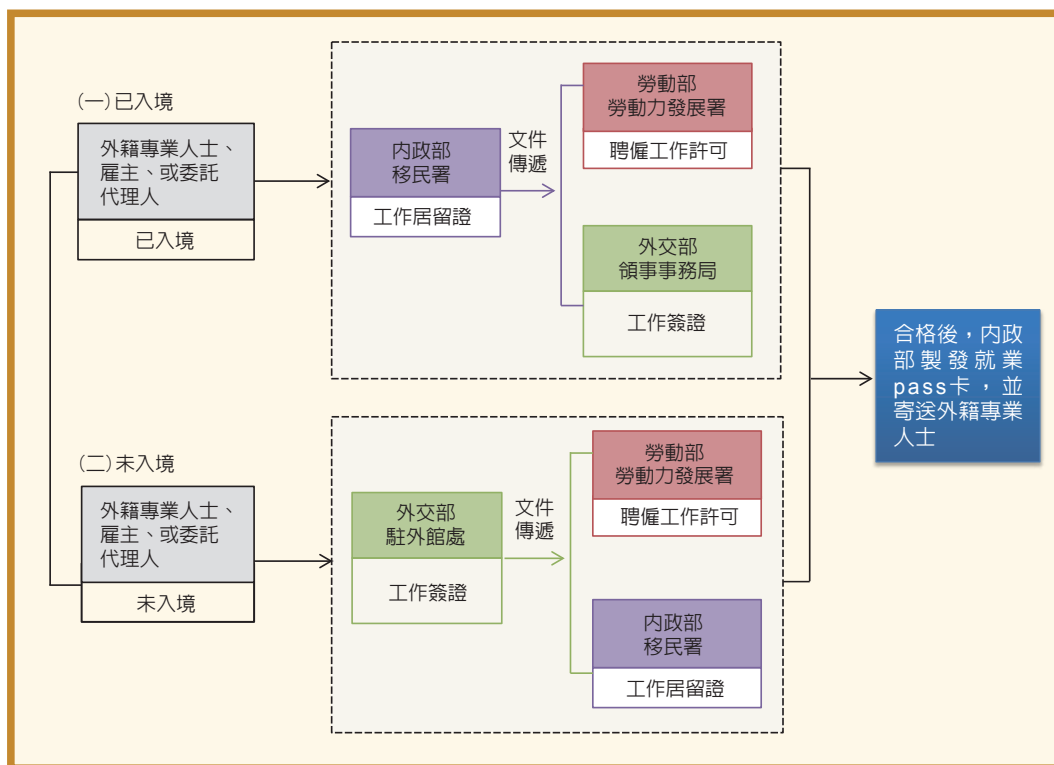 (一)已入境
外籍專業人士、
雇主、或委託
代理人
已入境
內政部
移民署
工作居留證
文件
傳遞
勞動部
勞動力發展署
聘僱工作許可
外交部
領事事務局
工作簽證
(二)未入境
外籍專業人士、
雇主、或委託
代理人
未入境
外交部
駐外館處
工作簽證
文件
傳遞
勞動部
勞動力發展署
聘僱工作許可
內政部
移民署
工作居留證
合格後，內政
部製發就業
pass卡，並
寄送外籍專業
人士